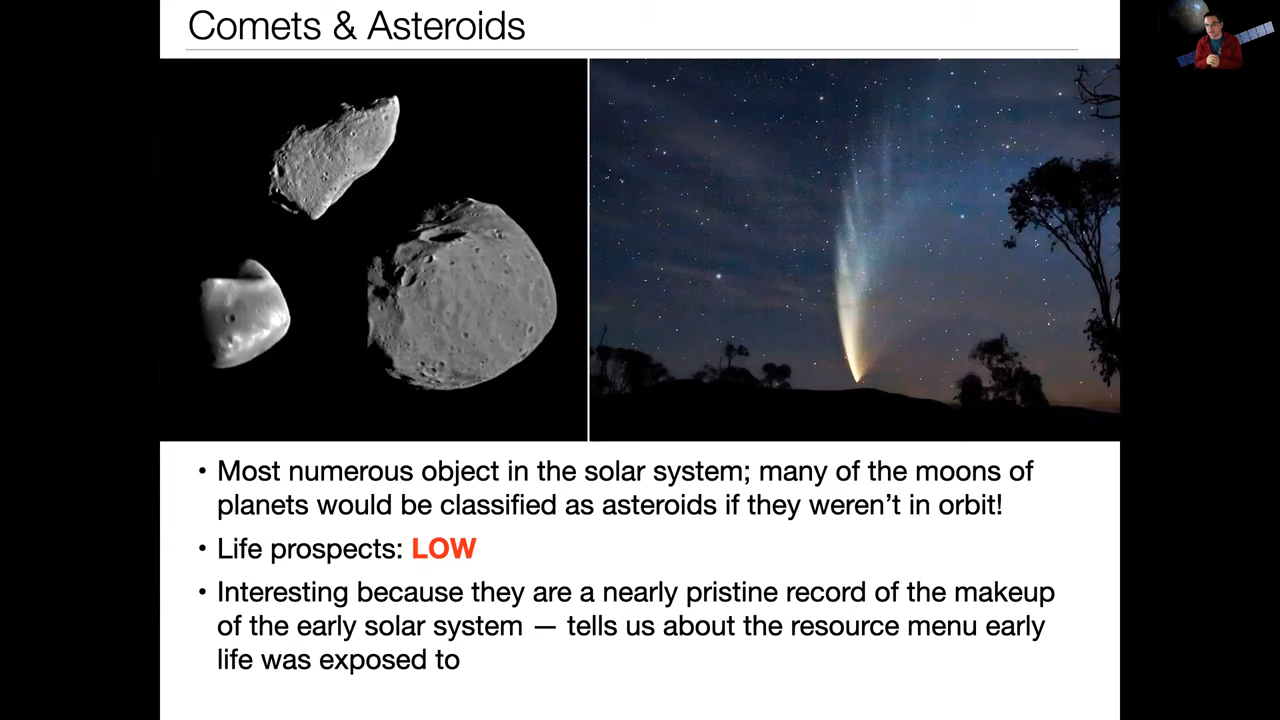 Comets & Asteroids
• Most numerous object in the solar system; many of the moons of
planets would be classified as asteroids if they weren’t in orbit!
• Life prospects: LOW
• Interesting because they are a nearly pristine record of the makeup
of the early solar system — tells us about the resource menu early
life was exposed to